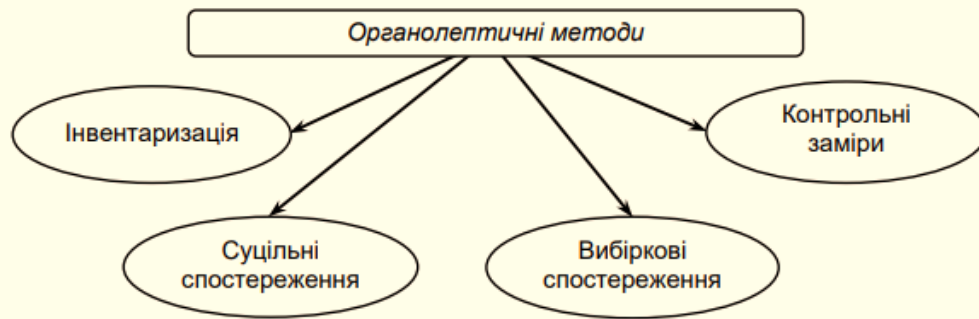 Органолептичні методи
Інвентаризація
Контрольні
заміри
Суцільні
спостереження
Вибіркові
спостереження